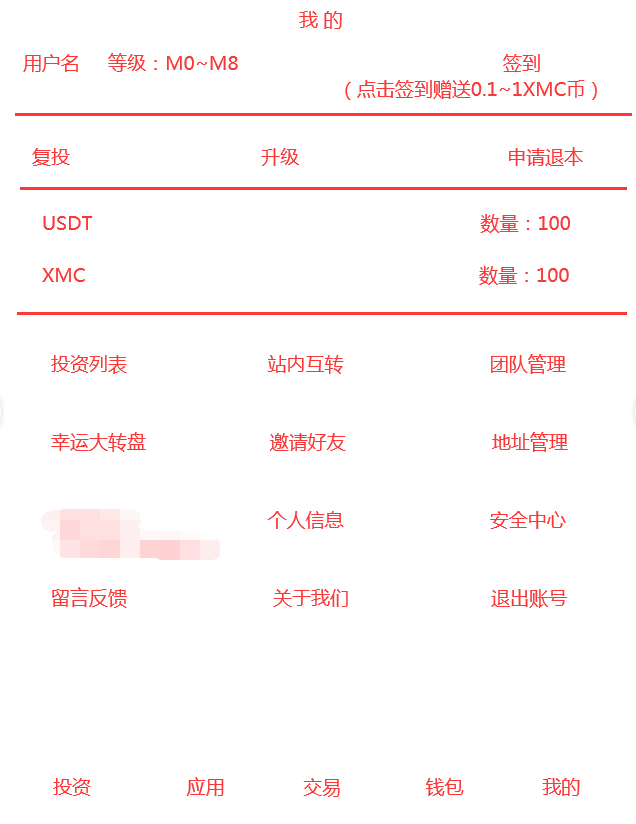 我 的
用户名 等级：M0~M8 签到
（点击签到赠送0.1~1XMC币）
复投 升级 申请退本
USDT 数量：100
XMC 数量：100
投资列表 站内互转 团队管理
幸运大转盘 邀请好友 地址管理
个人信息 安全中心
留言反馈 关于我们 退出账号
投资 应用 交易 钱包 我的